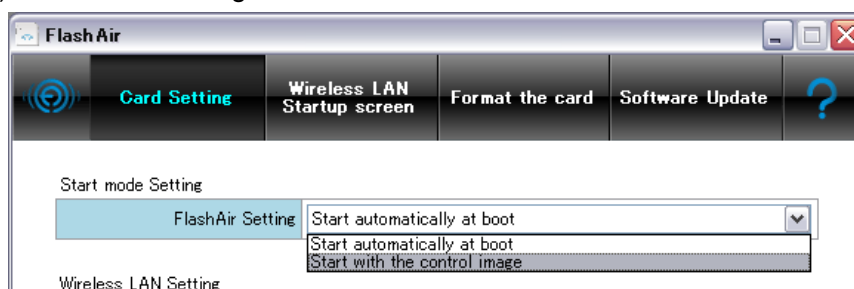 FlashAir
Card Setting
Wireless LAN
Startup screen
Format the card
Software Update
?
Start mode Setting
FlashAir Setting
Start automatically at boot
Start automatically at boot
Start with the control image
Wireless LAN Setting